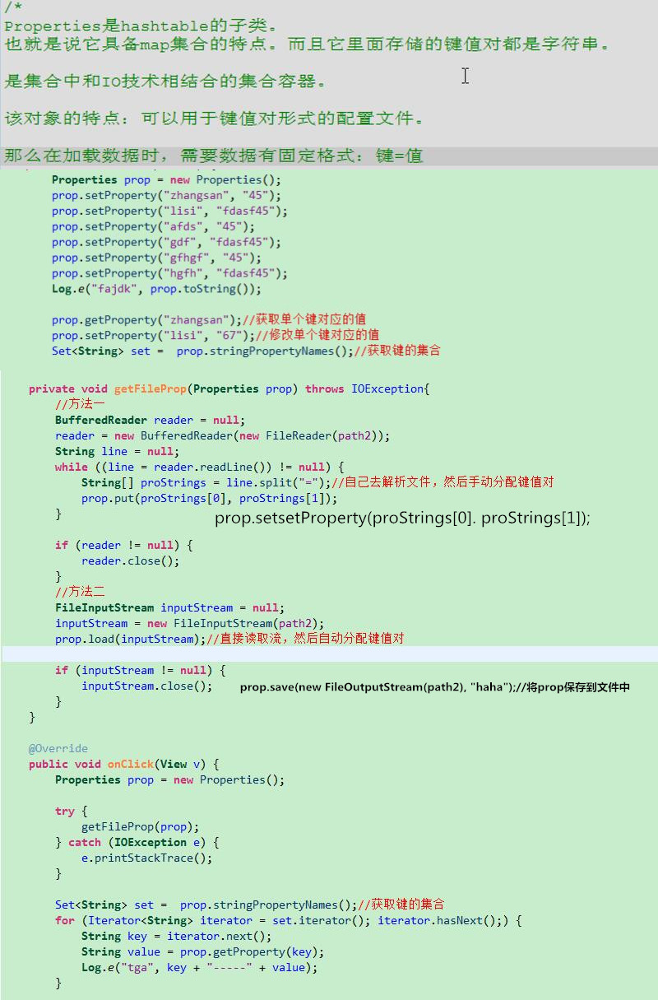 /*
Properties是hashtable的子类。
也就是说它具备map集合的特点。而且它里面存储的键值对都是字符串。
是集合中和IO技术相结合的集合容器。
该对象的特点：可以用于键值对形式的配置文件。
那么在加载数据时，需要数据有固定格式：键=值
Properties prop = new Properties();
prop.setProperty("zhangsan", "45");
prop.setProperty("lisi", "fdasf45");
prop.setProperty("afds", "45");
prop.setProperty("gdf", "fdasf45");
prop.setProperty("gfhgf", "45");
prop.setProperty("hgfh", "fdasf45");
Log.e("fajdk", prop.toString());
prop.getProperty("zhangsan");//获取单个键对应的值
prop.setProperty("lisi", "67");//修改单个键对应的值
Set<String> set =  prop.stringPropertyNames();//获取键的集合
private void getFileProp(Properties prop) throws IOException{
//方法一
BufferedReader reader = null;
reader = new BufferedReader(new FileReader(path2));
String line = null;
while ((line = reader.readLine()) != null) {
String[] proStrings = line.split("=");//自己去解析文件，然后手动分配键值对
prop.put(proStrings[0], proStrings[1]);
}
prop.setsetProperty(proStrings[0]. proStrings[1]);
if (reader != null) {
reader.close();
}
//方法二
FileInputStream inputStream = null;
inputStream = new FileInputStream(path2);
prop.load(inputStream);//直接读取流，然后自动分配键值对
if (inputStream != null) {
inputStream.close();    prop.save(new FileOutputStream(path2), "haha");//将prop保存到文件中
}
}
@Override
public void onClick(View v) {
Properties prop = new Properties();
try {
getFileProp(prop);
} catch (IOException e) {
e.printStackTrace();
}
Set<String> set =  prop.stringPropertyNames();//获取键的集合
for (Iterator<String> iterator = set.iterator(); iterator.hasNext();) {
String key = iterator.next();
String value = prop.getProperty(key);
Log.e("tga", key + "-----" + value);
}